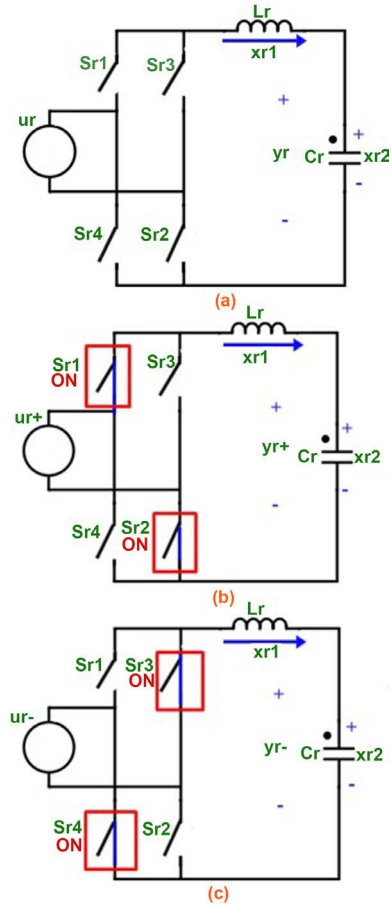 Lr
Sr1 Sr3 xr1
ur + +
yr Cr xr2
- -
Sr4 Sr2
(a)
Lr
Sr1 Sr3 xr1
ON
ur+ + +
yr+ Cr xr2
- -
Sr4 Sr2
ON
(b)
Lr
Sr1 Sr3 xr1
ON
ur- + +
yr- Cr xr2
- -
Sr4 Sr2
ON
(c)